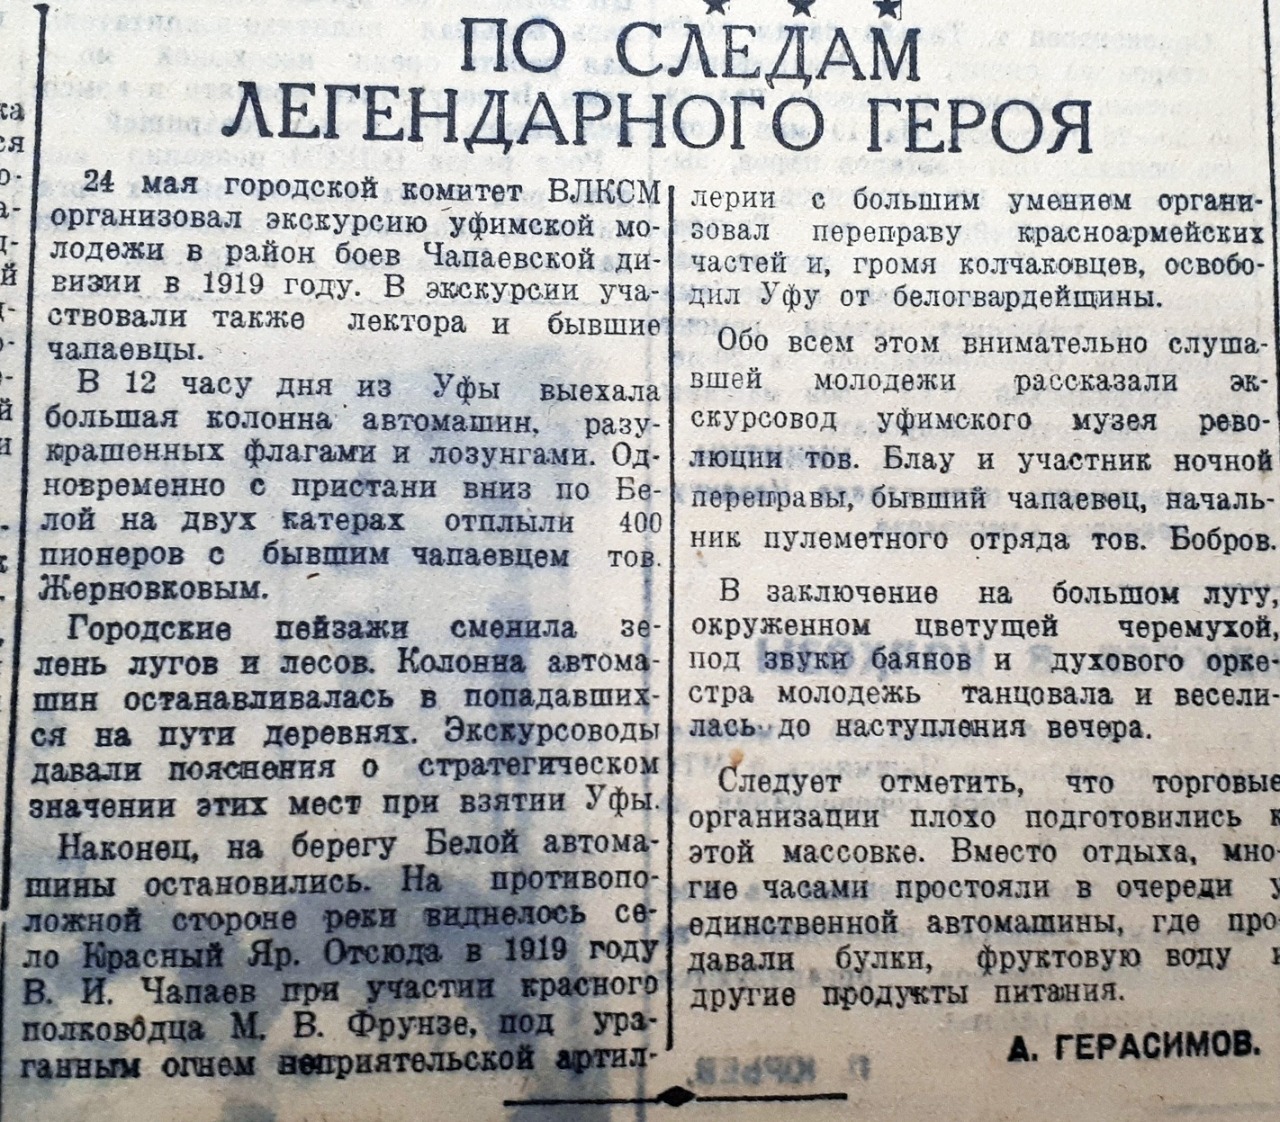 ПО СЛЕДАМ
ЛЕГЕНДАРНОГО ГЕРОЯ
24 мая городской комитет ВЛКСМ
организовал экскурсию уфимской мо-
лодежи в район боев Чапаевской ди-
визии в 1919 году. В экскурсии уча-
ствовали также лектора и бывшие
чапаевцы.
В 12 часу дня из Уфы выехала
большая колонна автомашин, разу-
крашенных флагами и лозунгами. Од-
новременно с пристани вниз по Бе-
лой на двух катерах отплыли 400
пионеров с бывшим чапаевцем тов.
Жерновковым.
Городские пейзажи сменила зе-
лень лугов и лесов. Колонна автома-
шин останавливалась в попадавших-
ся на пути деревнях. Экскурсоводы
давали пояснения о стратегическом
значении этих мест при взятии Уфы.
Наконец, на берегу Белой автома-
шины остановились. На противопо-
ложной стороне реки виднелось се-
ло Красный Яр. Отсюда в 1919 году
В. И. Чапаев при участии красного
полководца М. В. Фрунзе, под ура-
ганным огнем неприятельской артил-
лерии с большим умением органи-
зовал переправу красноармейских
частей и, громя колчаковцев, освобо-
дил Уфу от белогвардейщины.
Обо всем этом внимательно слуша-
вшей молодежи рассказали эк-
скурсовод уфимского музея рево-
люции тов. Блау и участник ночной
переправы, бывший чапаевец, началь-
ник пулеметного отряда тов. Бобров.
В заключение на большом лугу,
окруженном цветущей черемухой,
под звуки баянов и духового орке-
стра молодежь танцовала и весели-
лась до наступления вечера.
Следует отметить, что торговые
организации плохо подготовились к
этой массовке. Вместо отдыха, мно-
гие часами простояли в очереди у
единственной автомашины, где про-
давали булки, фруктовую воду и
другие продукты питания.
А. ГЕРАСИМОВ.